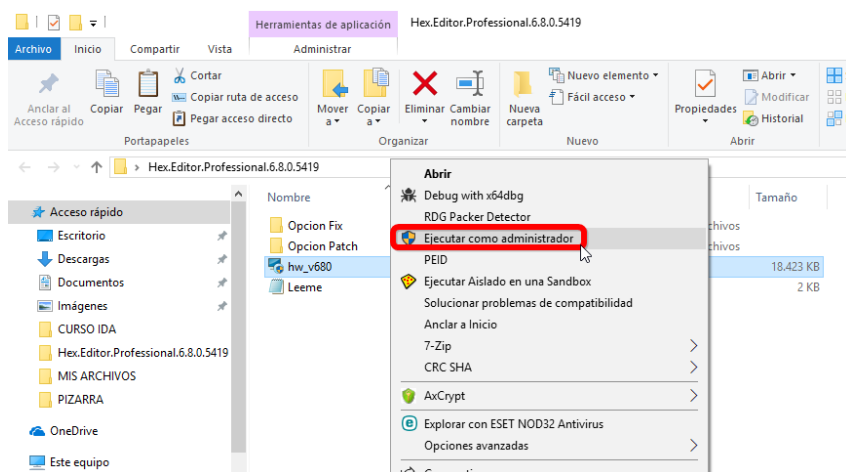 Herramientas de aplicación
Hex.Editor.Professional.6.8.0.5419
Archivo
Inicio
Compartir
Vista
Administrar
Anclar al
Acceso rápido
Copiar
Pegar
Cortar
Copiar ruta de acceso
Pegar acceso directo
Portapapeles
Mover
a
Copiar
a
Eliminar
Cambiar
nombre
Organizar
Nueva
carpeta
Nuevo elemento
Fácil acceso
Nuevo
Propiedades
Abrir
Modificar
Historial
Abrir
Hex.Editor.Professional.6.8.0.5419
Acceso rápido
Escritorio
Descargas
Documentos
Imágenes
CURSO IDA
Hex.Editor.Professional.6.8.0.5419
MIS ARCHIVOS
PIZARRA
OneDrive
Este equipo
Nombre
Tamaño
Opcion Fix
chivos
Opcion Patch
chivos
hw_v680
18.423 KB
Leeme
2 KB
Abrir
Debug with x64dbg
RDG Packer Detector
Ejecutar como administrador
PEID
Ejecutar Aislado en una Sandbox
Solucionar problemas de compatibilidad
Anclar a Inicio
7-Zip
CRC SHA
AxCrypt
Explorar con ESET NOD32 Antivirus
Opciones avanzadas